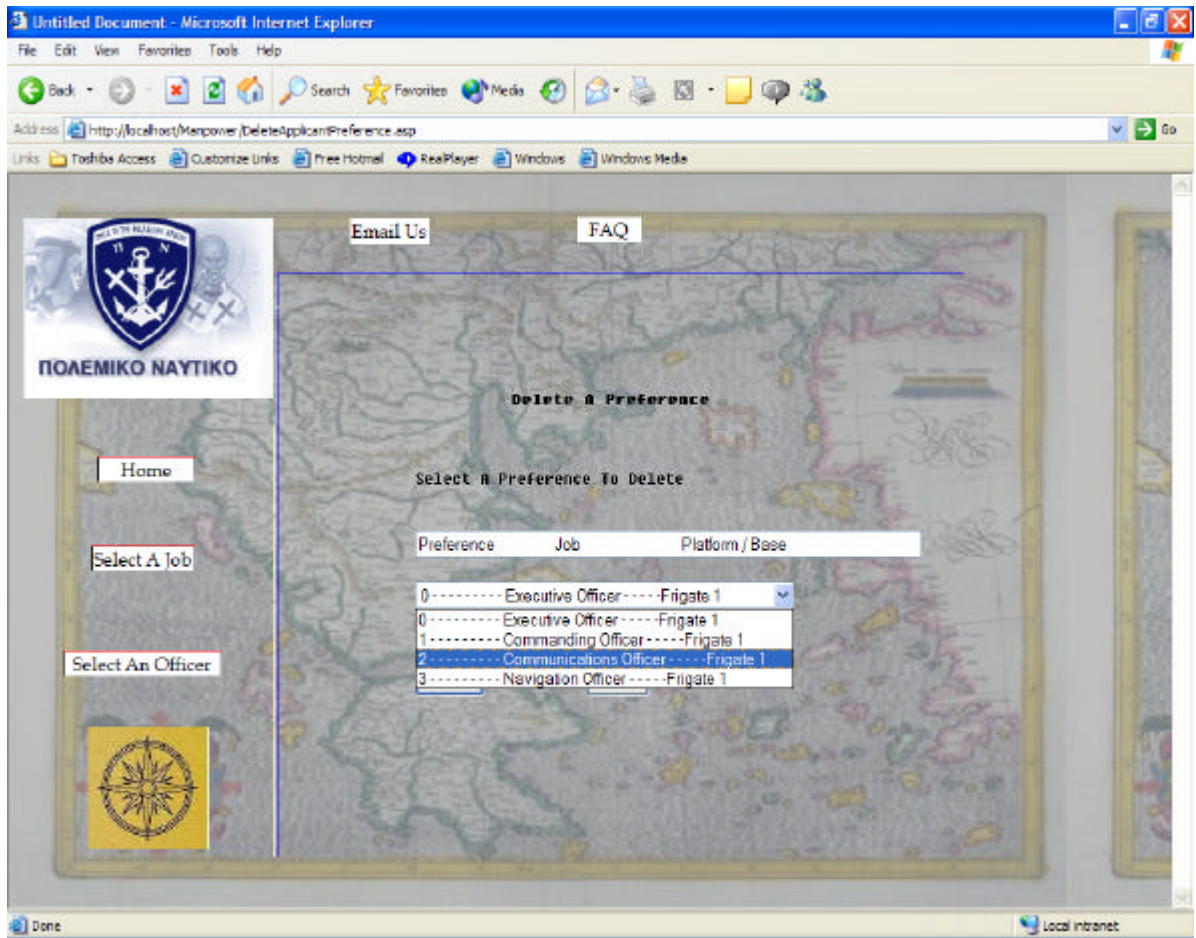 Untitled Document - Microsoft Internet Explorer
File Edit View Favorites Tools Help
Back Search Favorites Media
Address http://localhost/Manpower/DeleteApplicantPreference.asp Go
Links Toshiba Access Customize Links Free Hotmail RealPlayer Windows Windows Media
Email Us FAQ
Π Ν
ΠΟΛΕΜΙΚΟ ΝΑΥΤΙΚΟ
Delete A Preference
Home
Select A Preference To Delete
Select A Job
Preference Job Platform / Base
0---------Executive Officer-----Frigate 1
0---------Executive Officer-----Frigate 1
1---------Commanding Officer-----Frigate 1
2---------Communications Officer-----Frigate 1
3---------Navigation Officer-----Frigate 1
Select An Officer
Done Local intranet